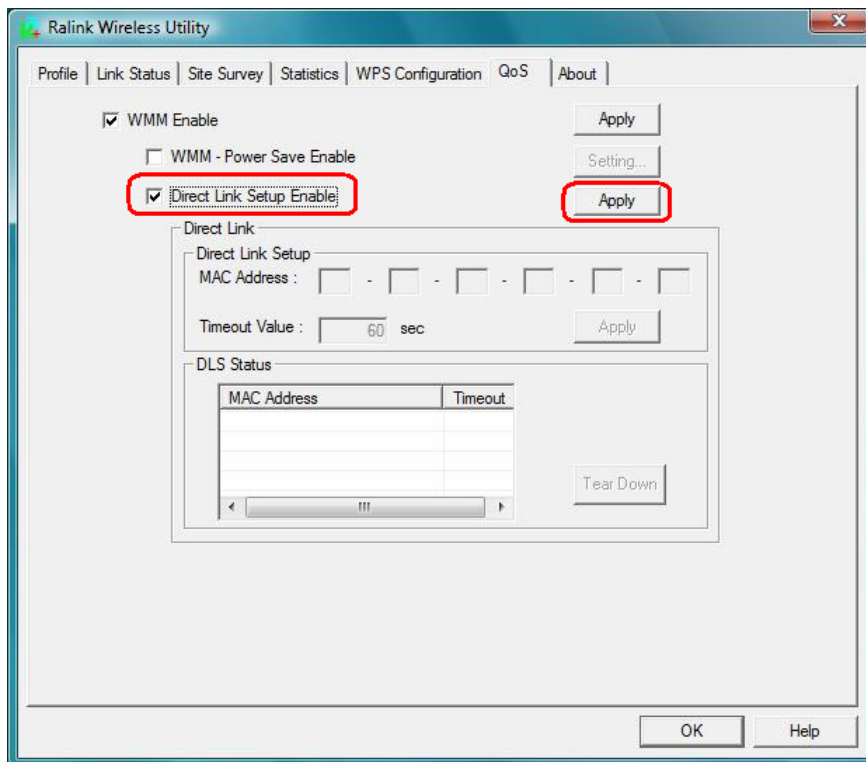 Ralink Wireless Utility
Profile Link Status Site Survey Statistics WPS Configuration QoS About
WMM Enable Apply
WMM - Power Save Enable Setting...
Direct Link Setup Enable Apply
Direct Link
Direct Link Setup
MAC Address : - - - - -
Timeout Value : 60 sec Apply
DLS Status
MAC Address Timeout
Tear Down
OK Help